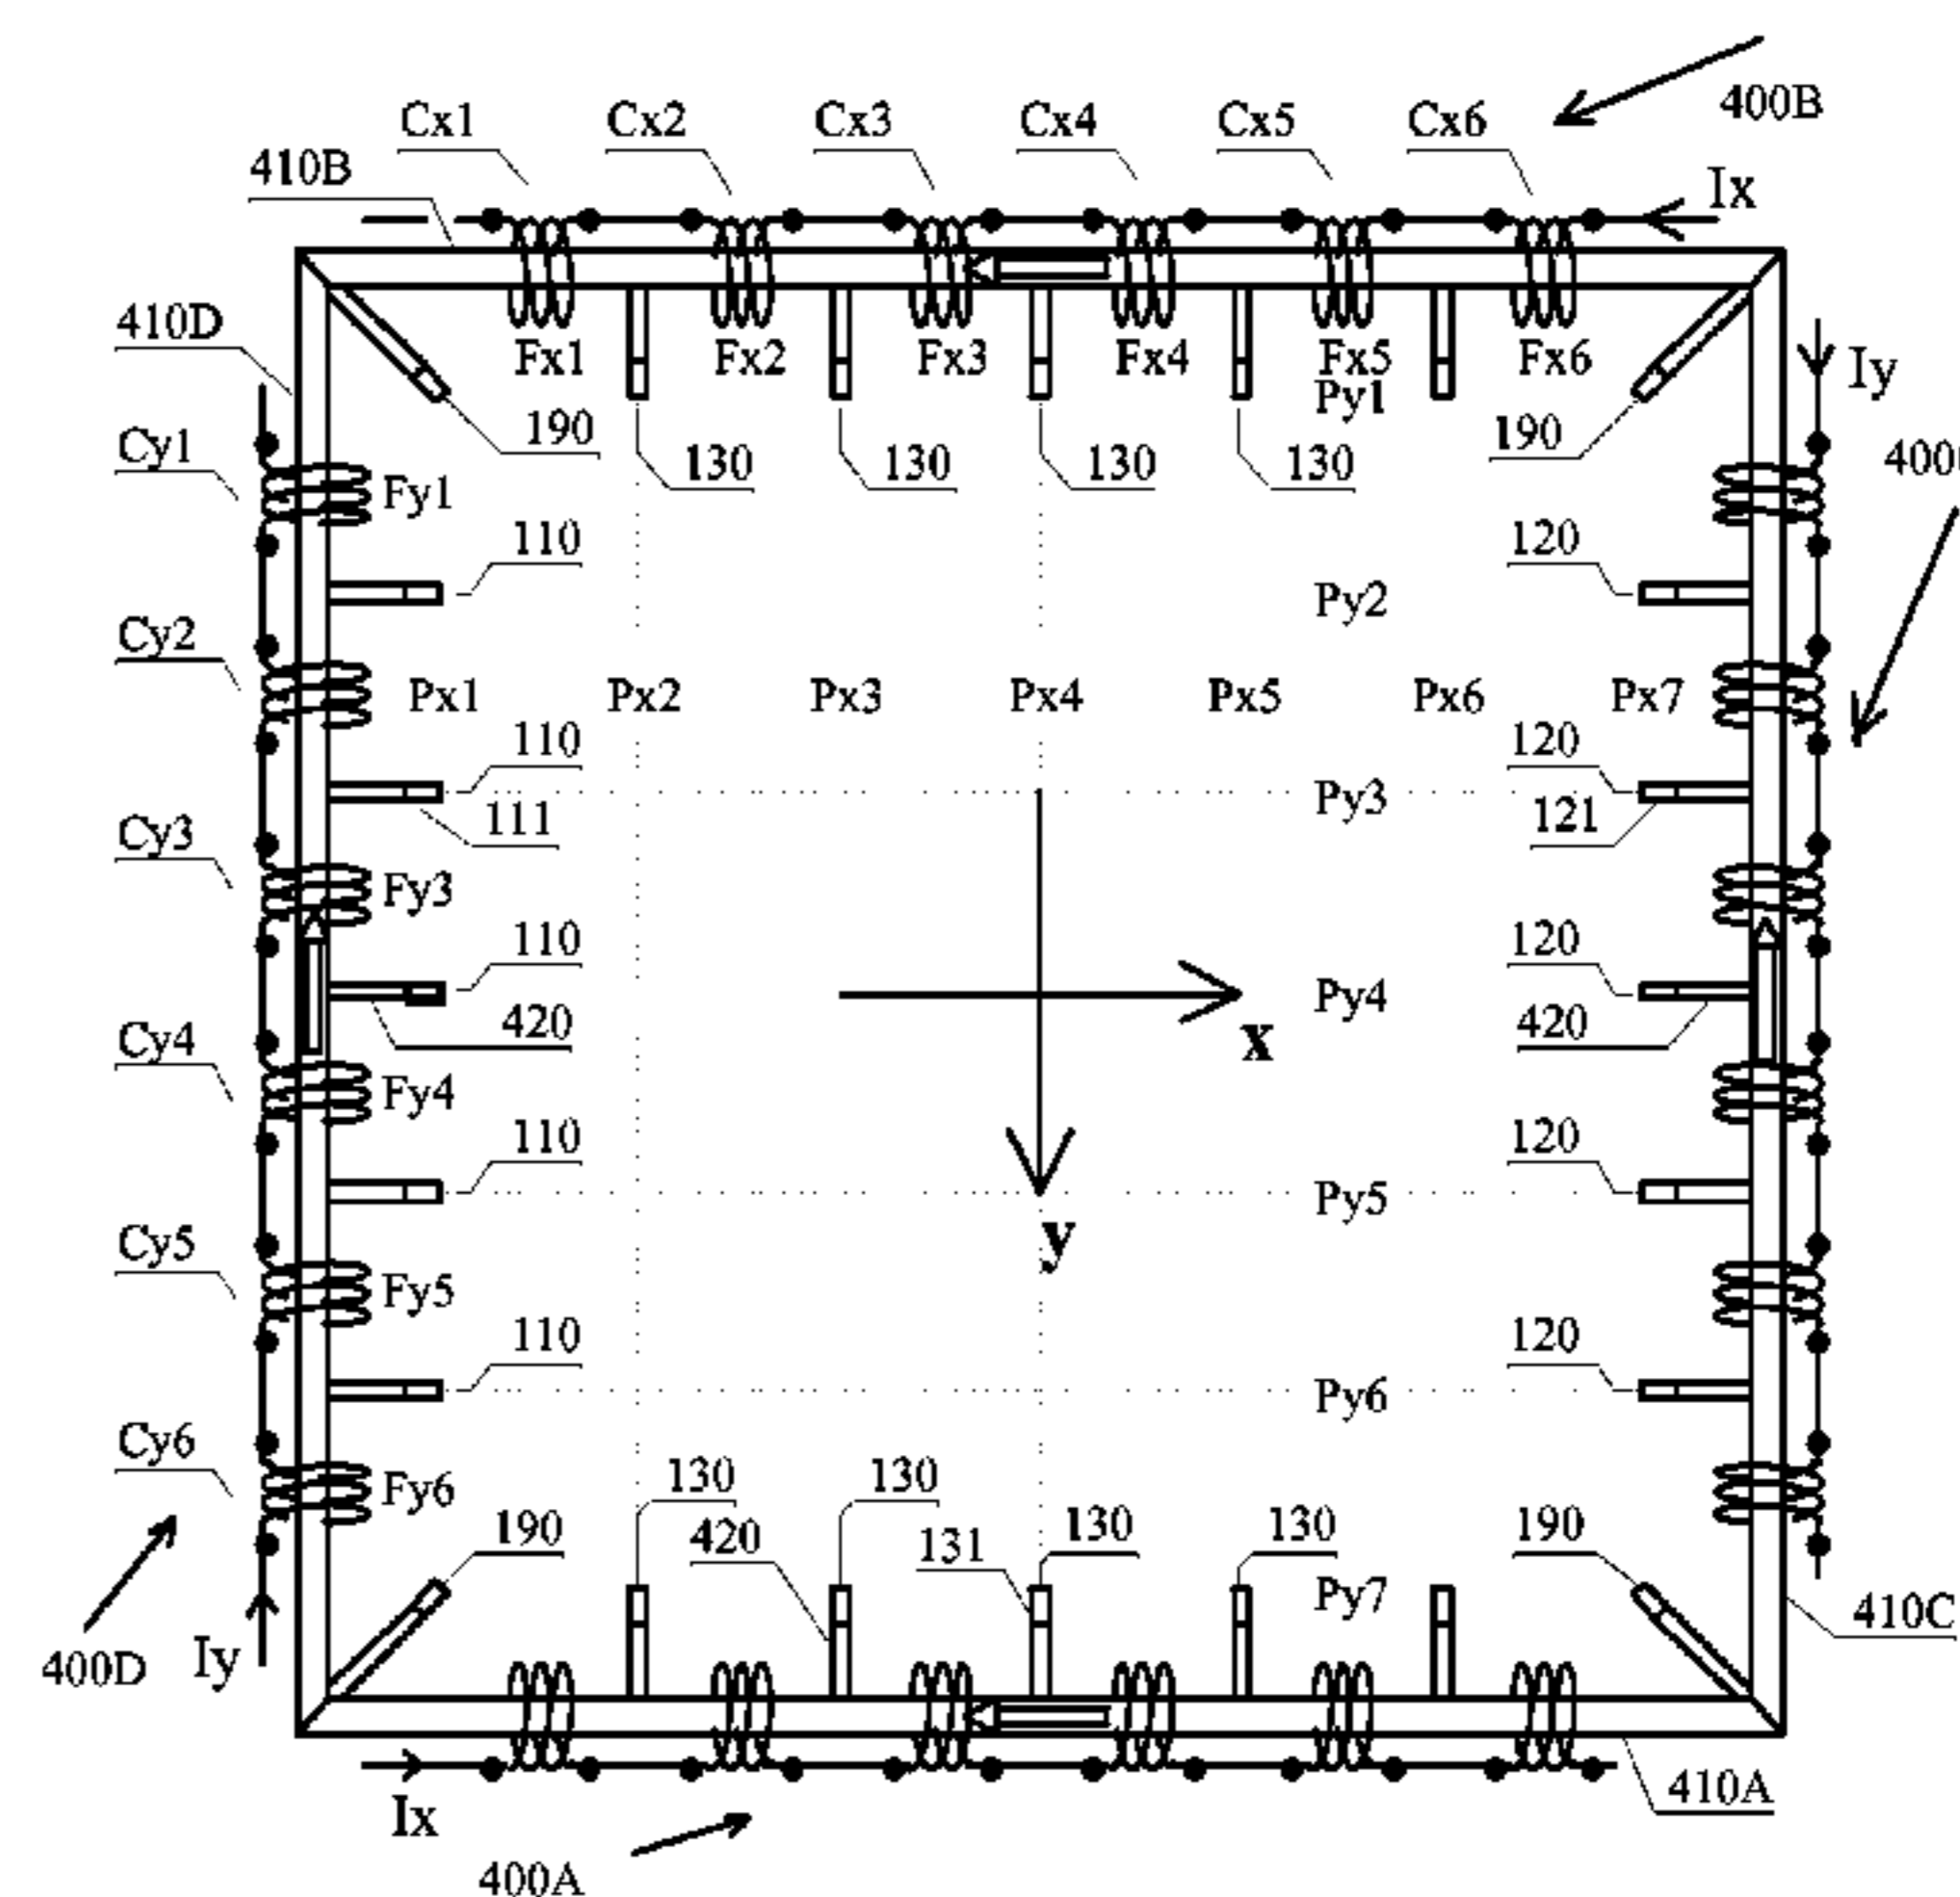 400B
Cx1 Cx2 Cx3 Cx4 Cx5 Cx6
410B Ix
410D
Fx1 Fx2 Fx3 Fx4 Fx5 Fx6
Py1 Iy
Cy1 190 190
Fy1 130 130 130 130 400
110 120
Cy2 Py2
Px1 Px2 Px3 Px4 Px5 Px6 Px7
110 120
Py3
Cy3 111 121
Fy3
110 120
Py4
420 x 420
Cy4
Fy4
110 120
Py5
Cy5 y
Fy5
110 120
Py6
Cy6
Fy6 130 130
190 420 131 130 130 190
Py7 410C
400D Iy
410A
Ix
400A